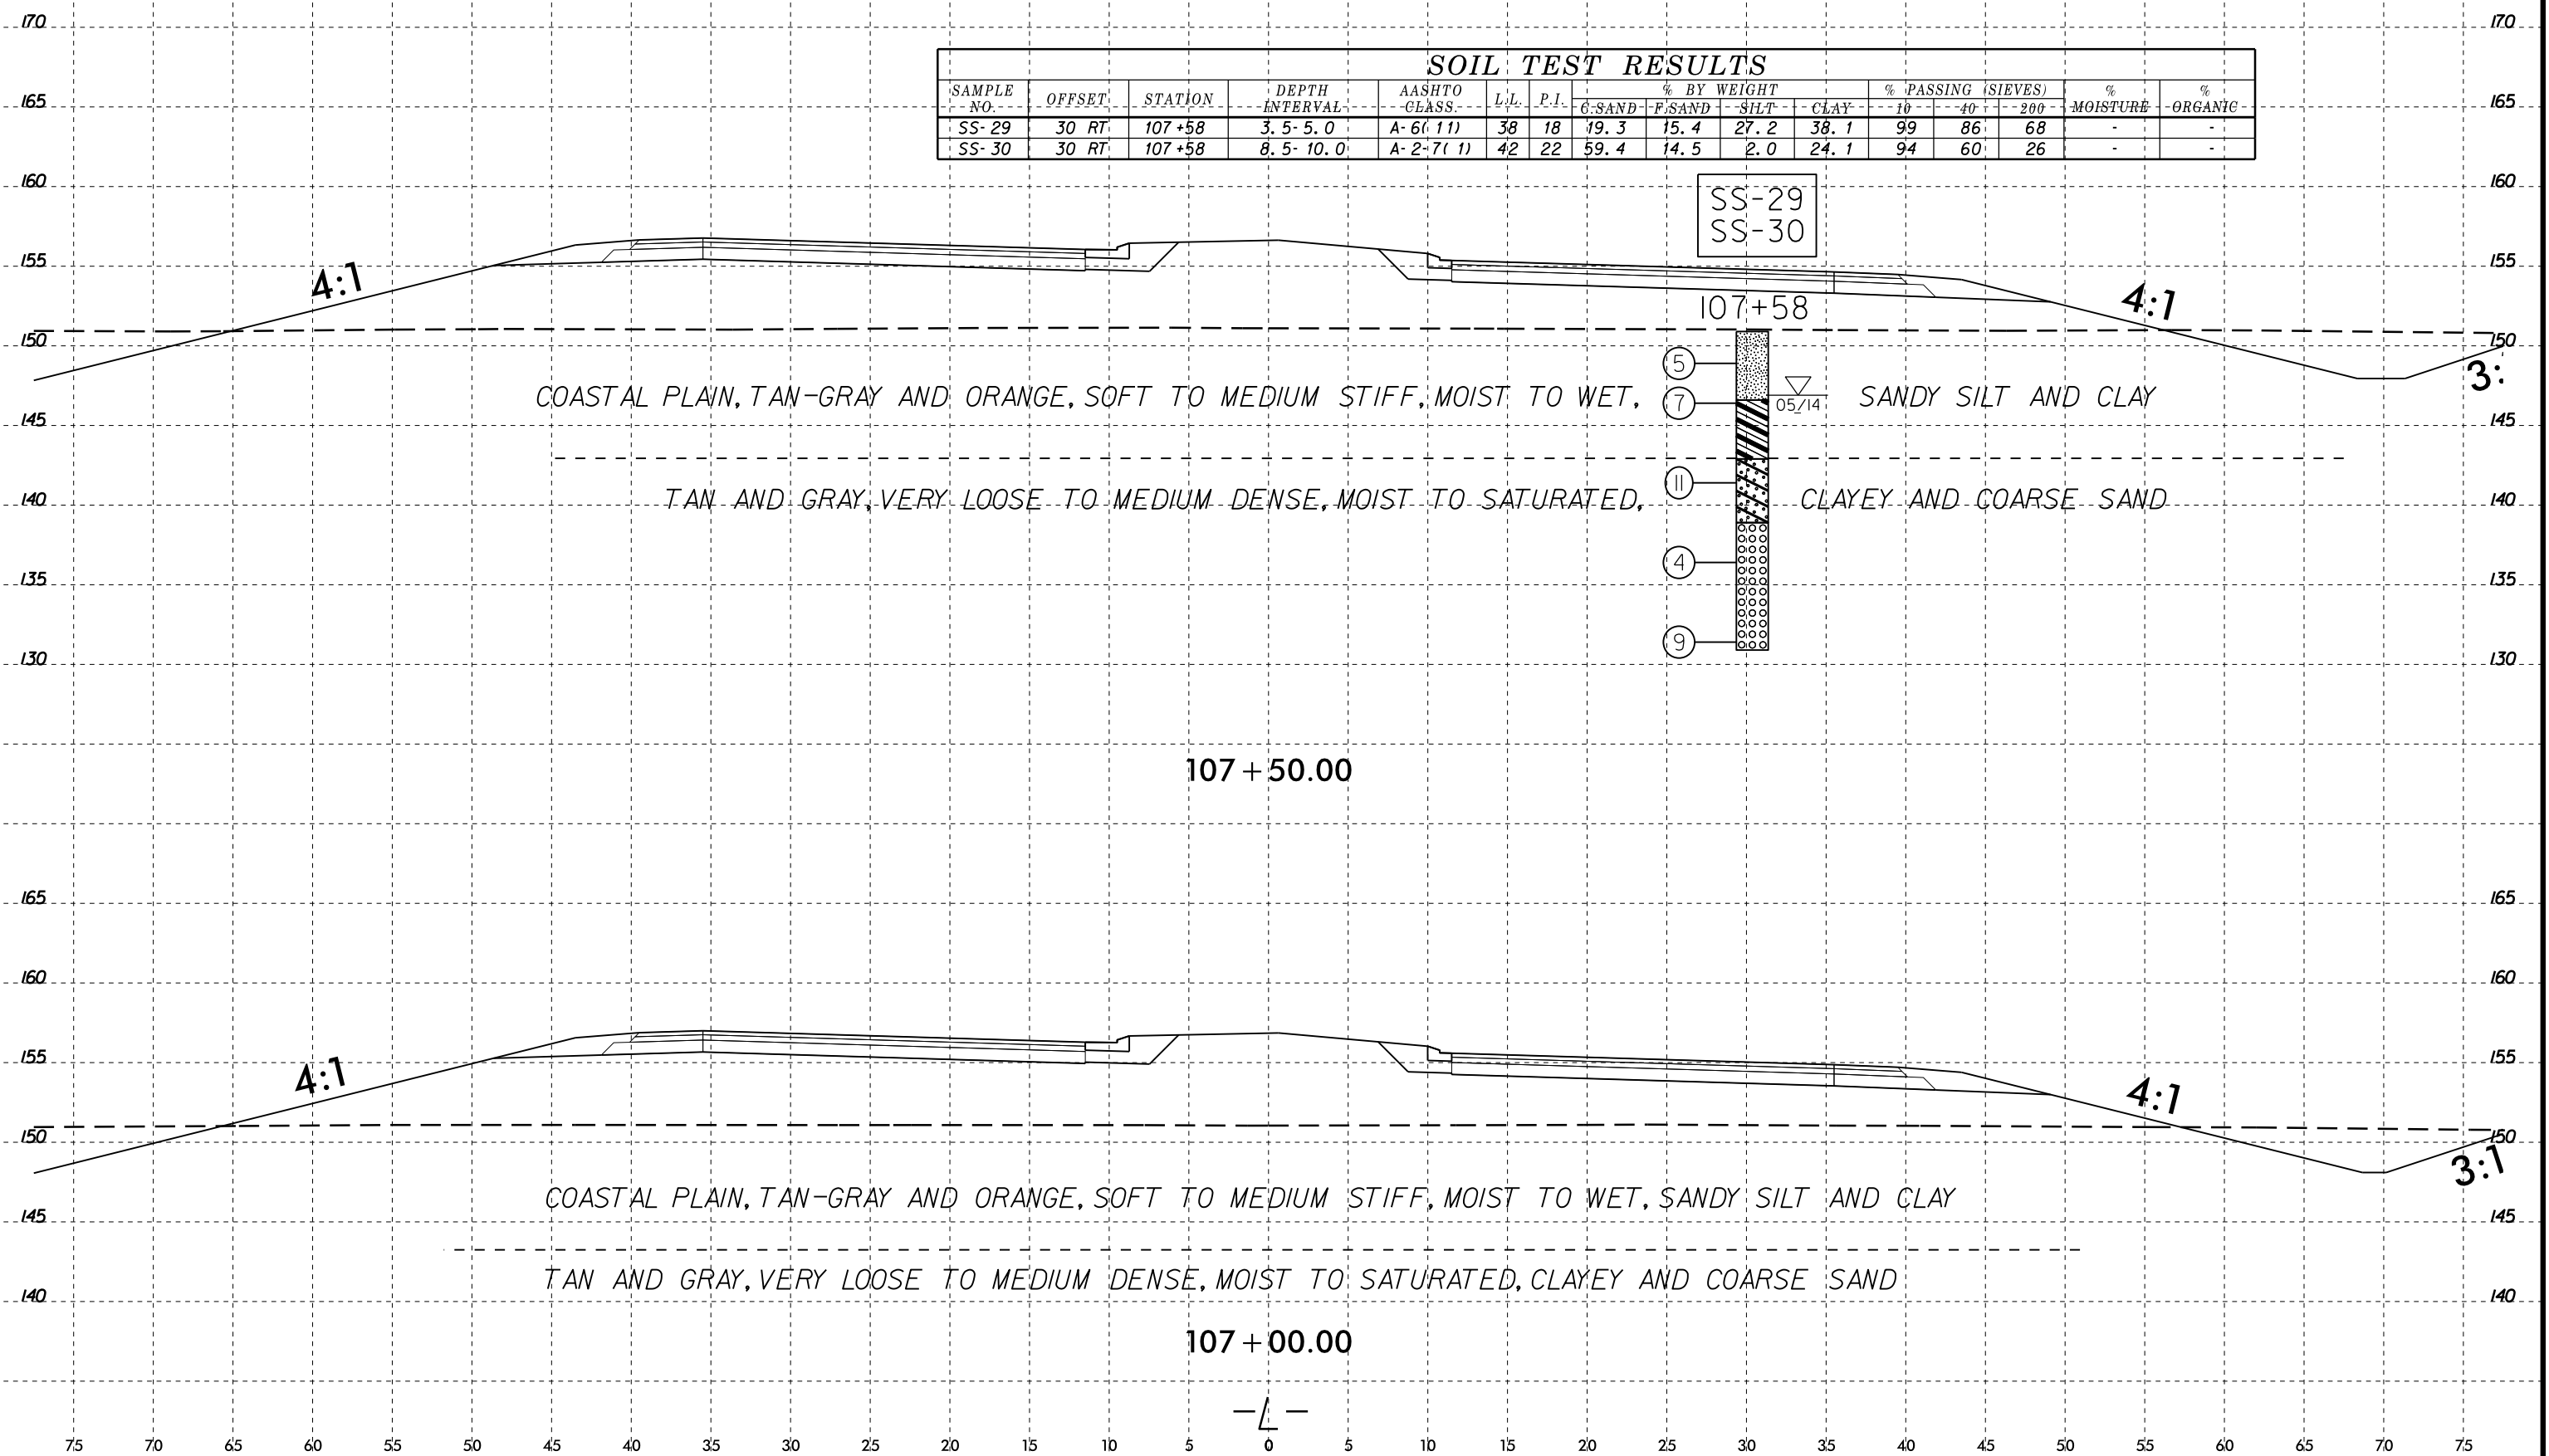 170 170
SOIL TEST RESULTS
SAMPLE NO. OFFSET STATION DEPTH INTERVAL AASHTO CLASS. L.L. P.I. % BY WEIGHT % PASSING (SIEVES) % MOISTURE % ORGANIC
C.SAND F.SAND SILT CLAY 10 40 200
165 165
SS-29 30 RT 107+58 3.5-5.0 A-6(11) 38 18 19.3 15.4 27.2 38.1 99 86 68 - -
SS-30 30 RT 107+58 8.5-10.0 A-2-7(1) 42 22 59.4 14.5 2.0 24.1 94 60 26 - -
160 160
SS-29
SS-30
155 155
4:1 4:1
107+58
150 150
5
3:
COASTAL PLAIN, TAN-GRAY AND ORANGE, SOFT TO MEDIUM STIFF, MOIST TO WET, 7 05/14 SANDY SILT AND CLAY
145 145
11
TAN AND GRAY, VERY LOOSE TO MEDIUM DENSE, MOIST TO SATURATED, CLAYEY AND COARSE SAND
140 140
4
135 135
9
130 130
107+50.00
165 165
160 160
155 155
4:1 4:1
150 150
3:1
COASTAL PLAIN, TAN-GRAY AND ORANGE, SOFT TO MEDIUM STIFF, MOIST TO WET, SANDY SILT AND CLAY
145 145
TAN AND GRAY, VERY LOOSE TO MEDIUM DENSE, MOIST TO SATURATED, CLAYEY AND COARSE SAND
140 140
107+00.00
-L-
75 70 65 60 55 50 45 40 35 30 25 20 15 10 5 0 5 10 15 20 25 30 35 40 45 50 55 60 65 70 75